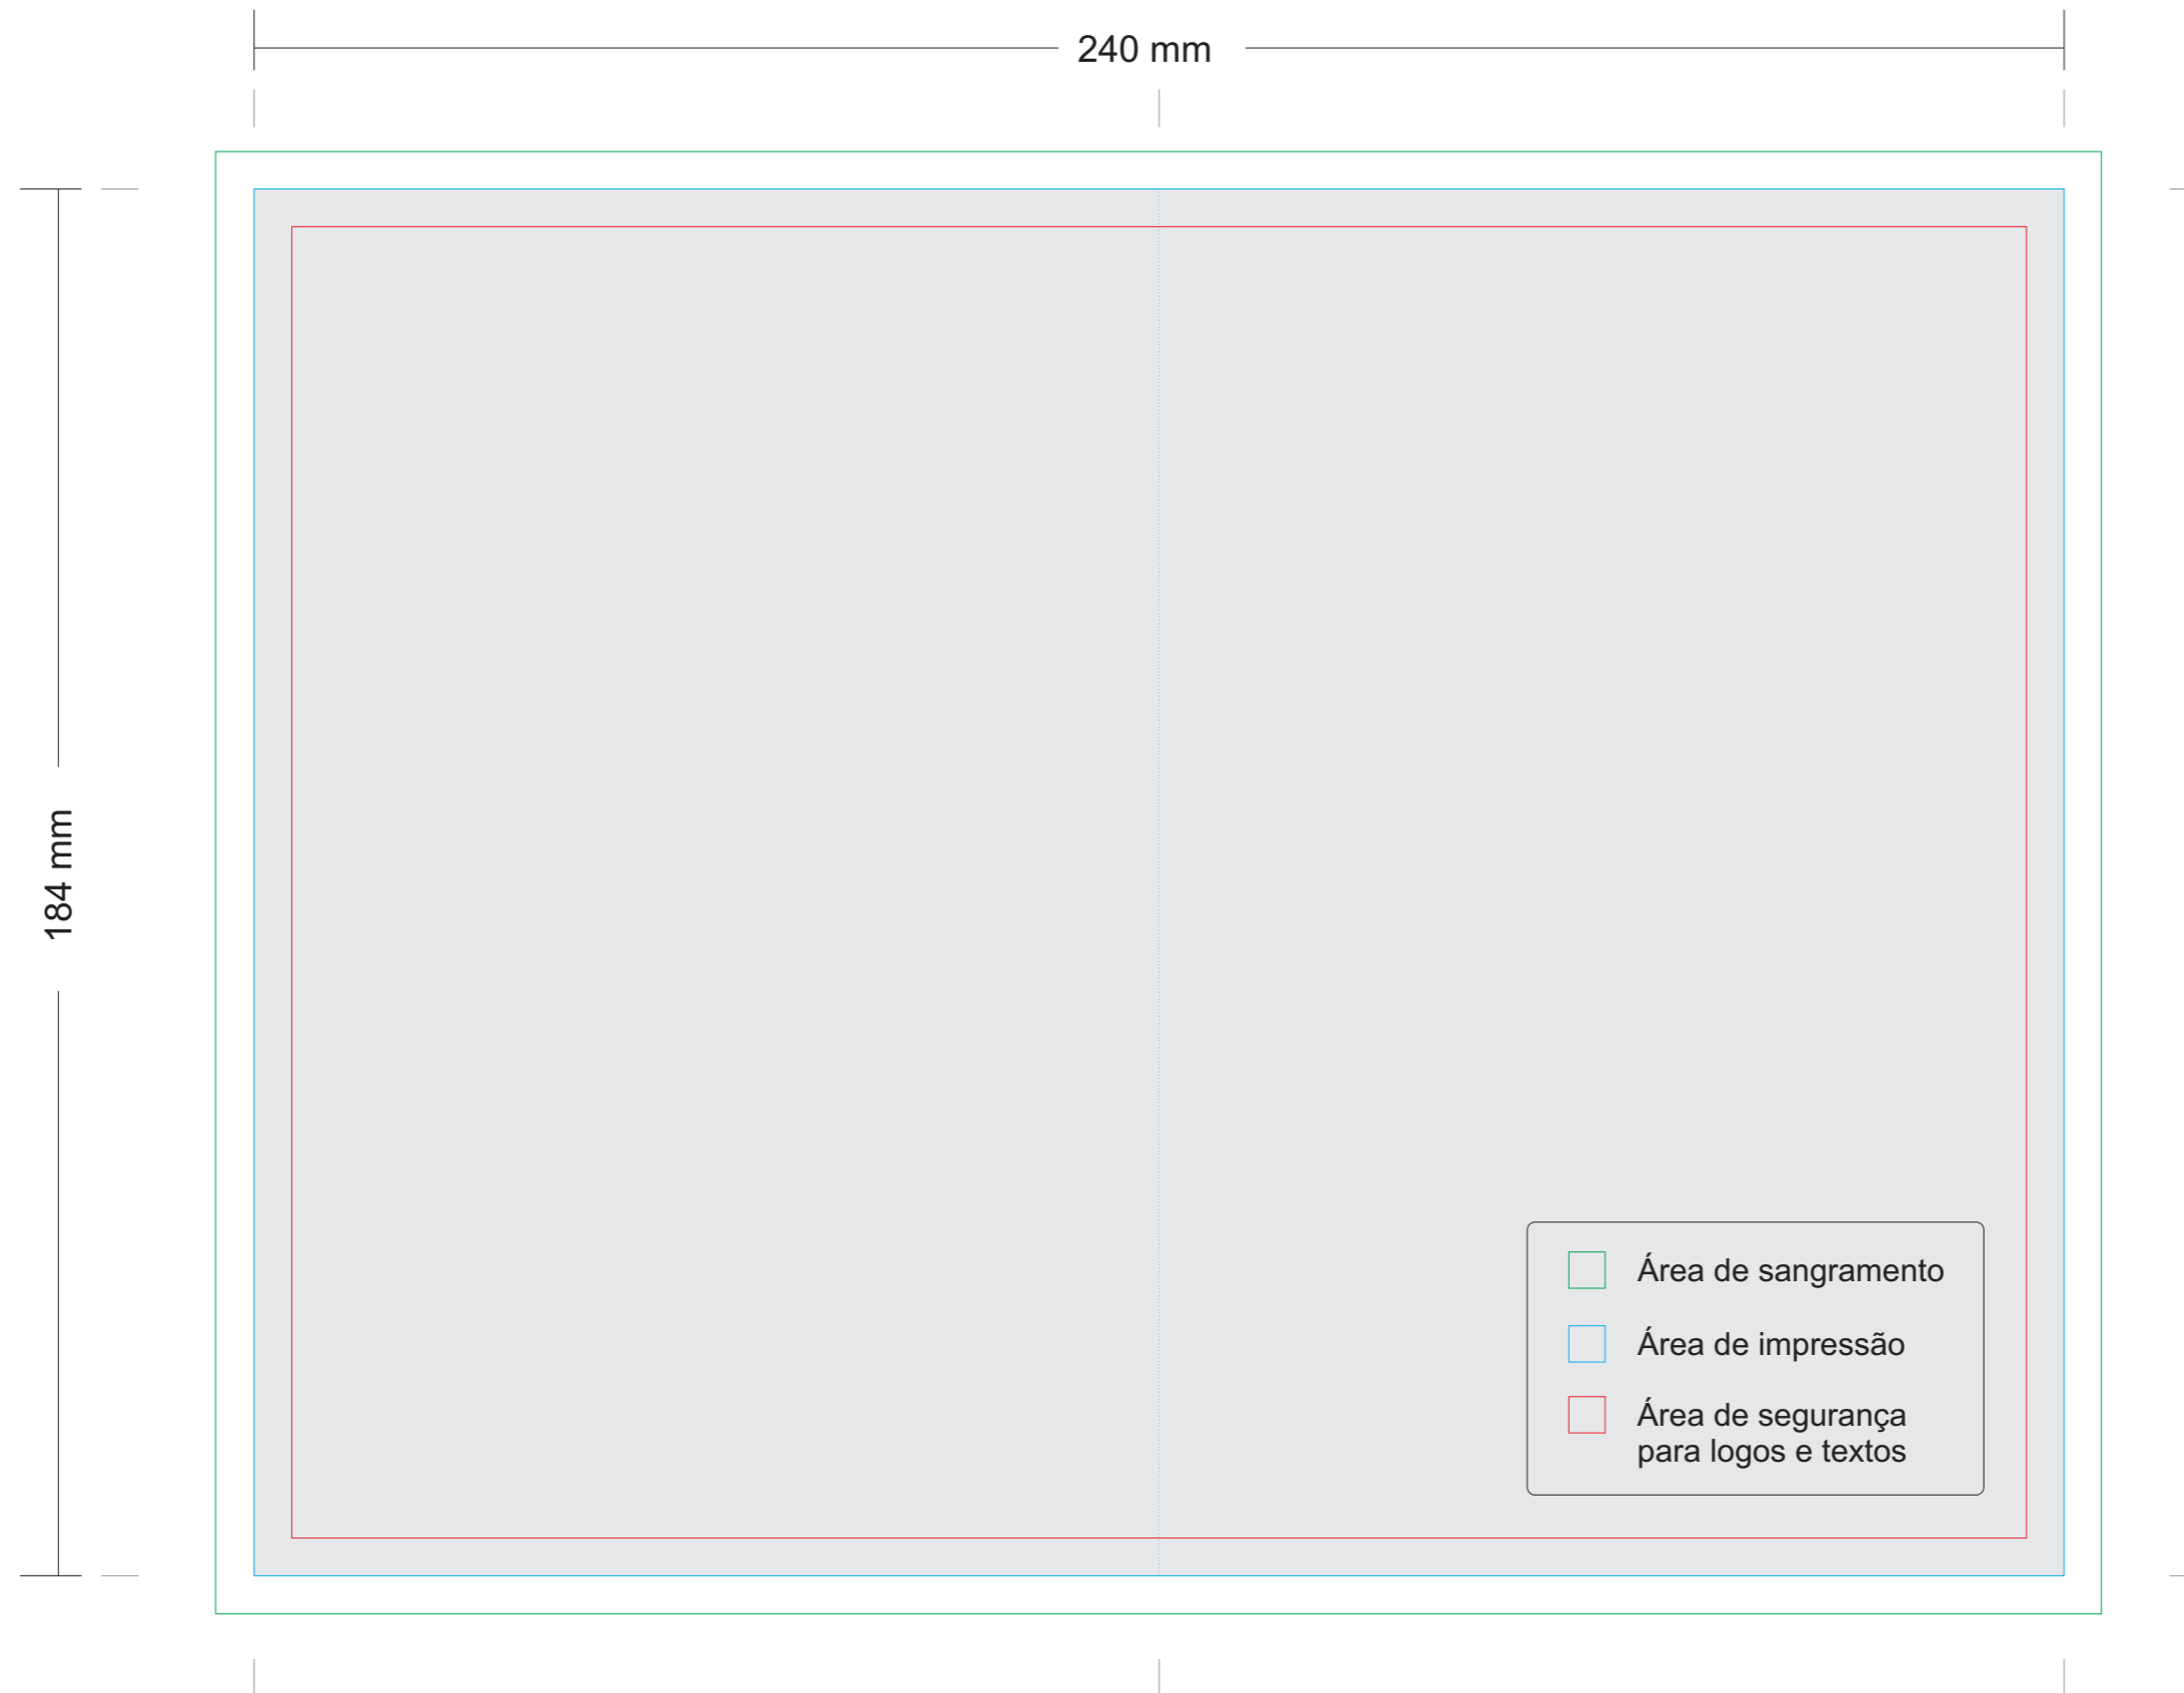 240 mm
184 mm
Área de sangramento
Área de impressão
Área de segurança
para logos e textos